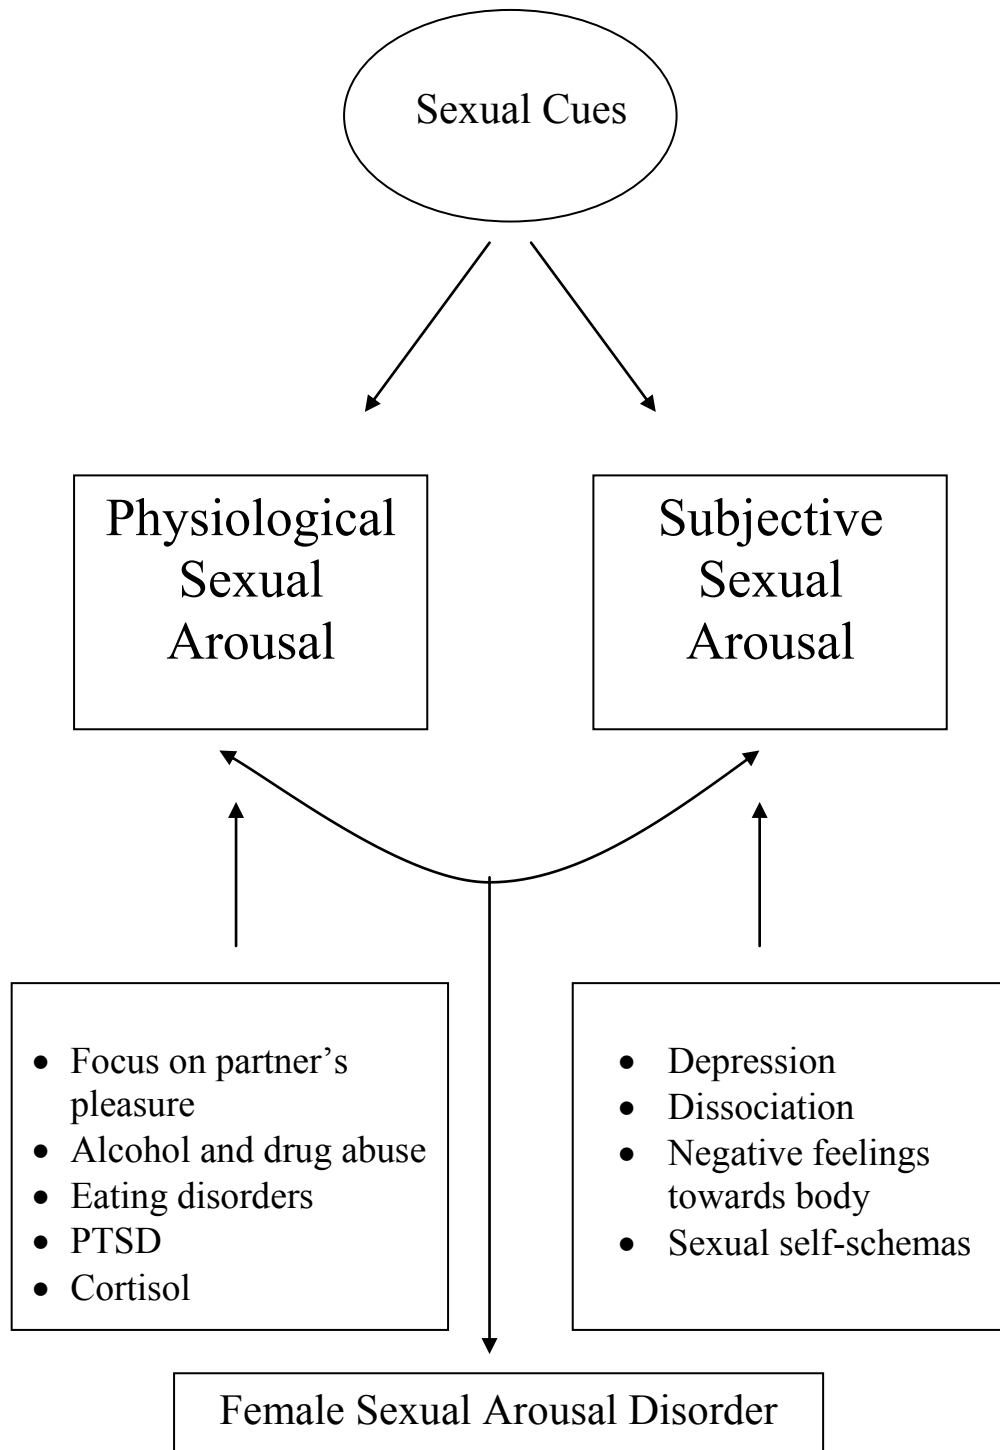 Sexual Cues
Physiological
Sexual
Arousal
Subjective
Sexual
Arousal
• Focus on partner’s
pleasure
• Alcohol and drug abuse
• Eating disorders
• PTSD
• Cortisol
• Depression
• Dissociation
• Negative feelings
towards body
• Sexual self-schemas
Female Sexual Arousal Disorder